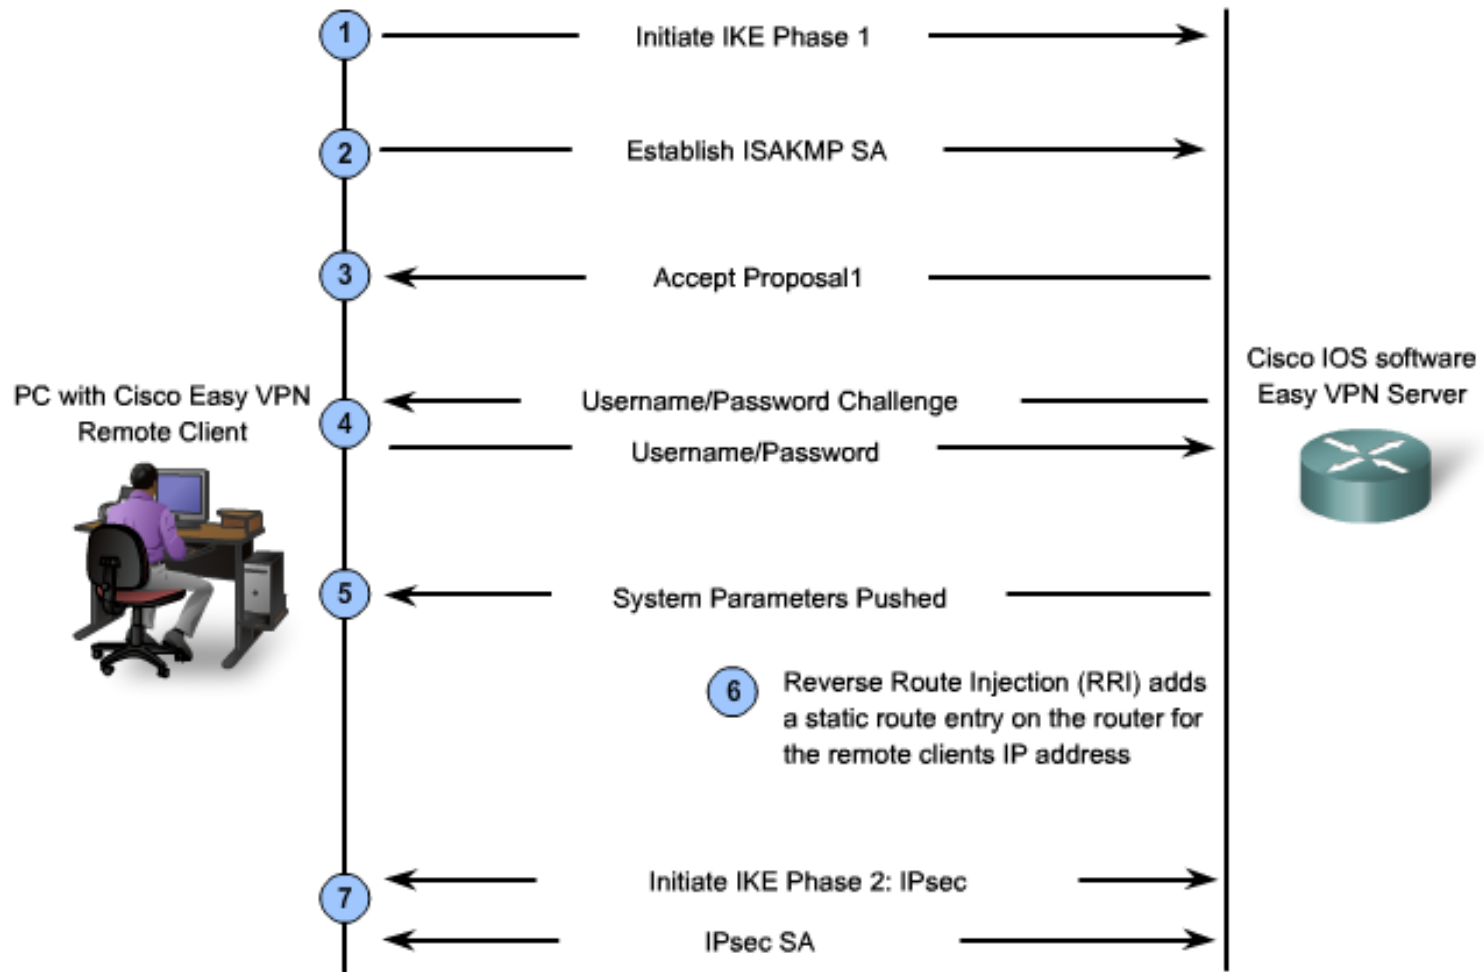 1
Initiate IKE Phase 1
2
Establish ISAKMP SA
3
Accept Proposal1
PC with Cisco Easy VPN
Remote Client
4
Username/Password Challenge
Username/Password
Cisco IOS software
Easy VPN Server
5
System Parameters Pushed
6
Reverse Route Injection (RRI) adds
a static route entry on the router for
the remote clients IP address
7
Initiate IKE Phase 2: IPsec
IPsec SA